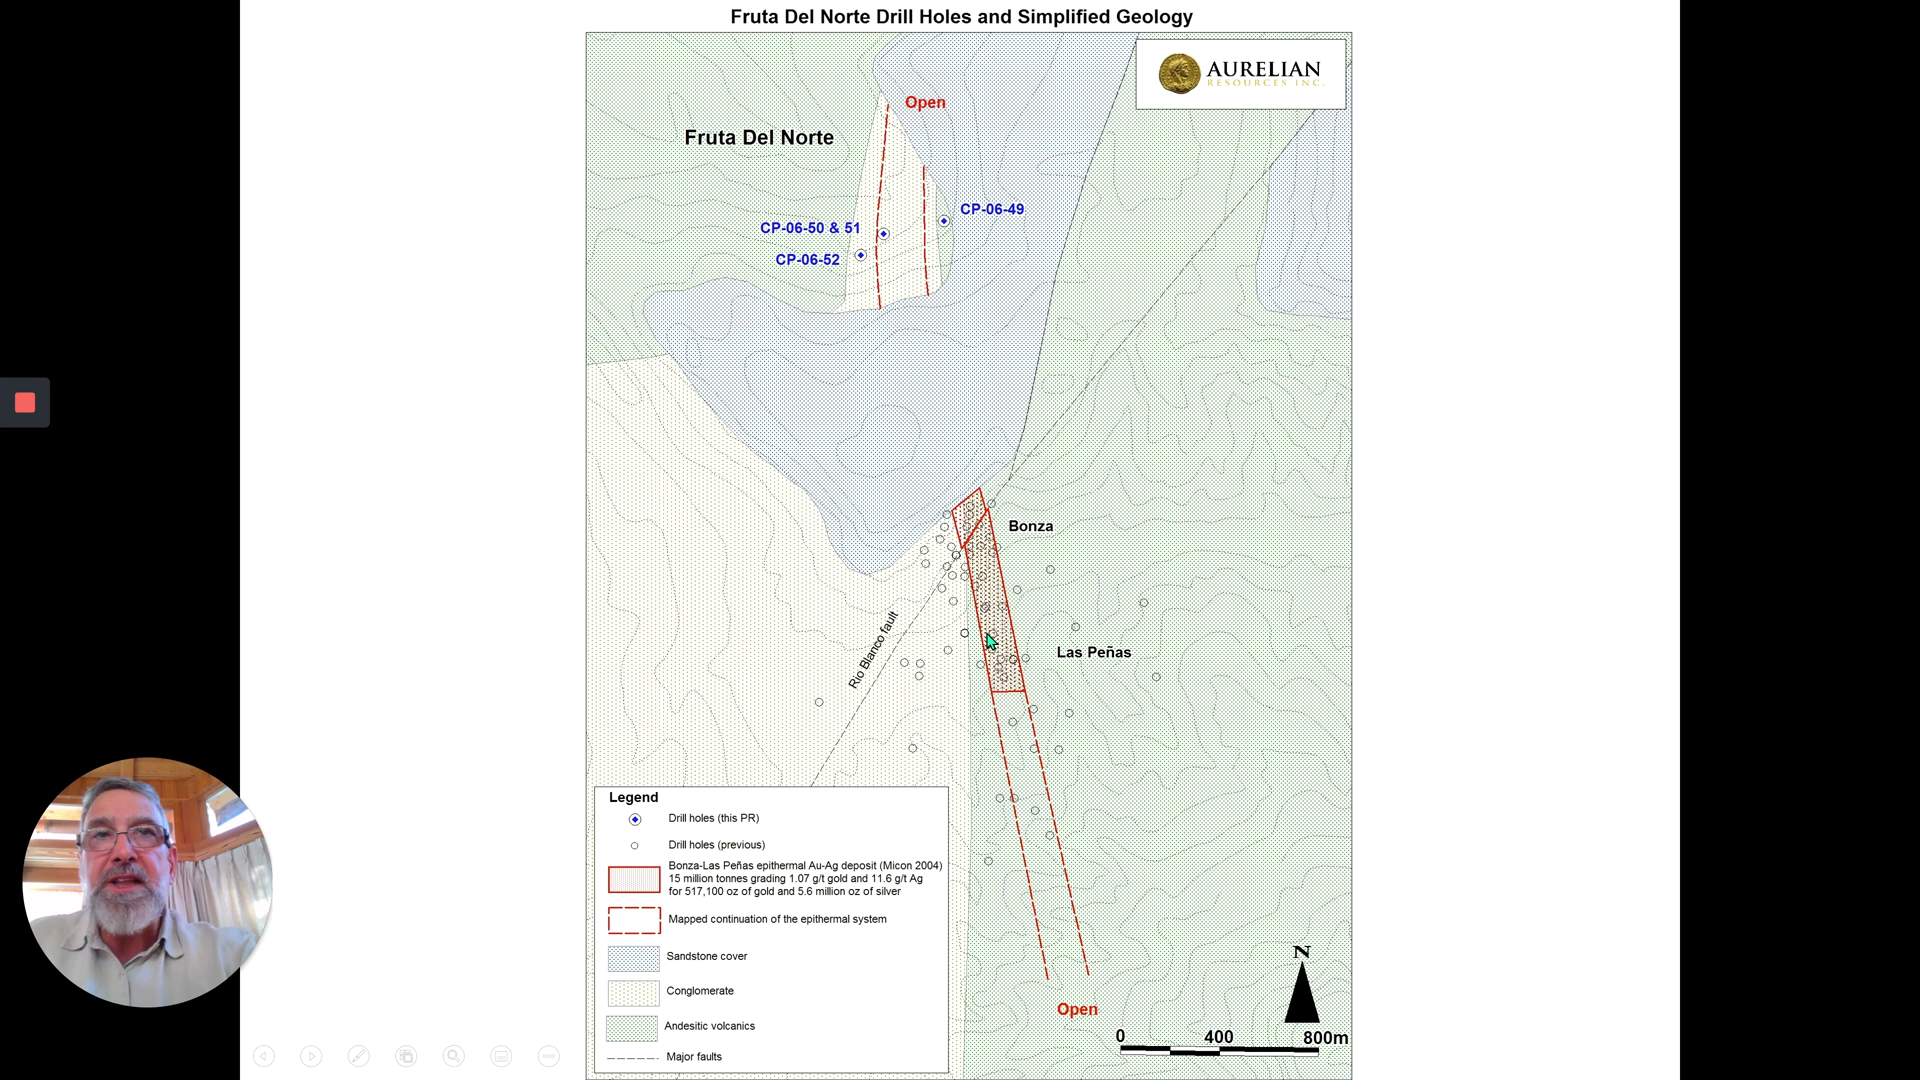 Fruta Del Norte Drill Holes and Simplified Geology
AURELIAN
RESOURCES INC.
Open
Fruta Del Norte
CP-06-49
CP-06-50 & 51
CP-06-52
Bonza
Rio Blanco fault
Las Peñas
Legend
Drill holes (this PR)
Drill holes (previous)
Bonza-Las Peñas epithermal Au-Ag deposit (Micon 2004)
15 million tonnes grading 1.07 g/t gold and 11.6 g/t Ag
for 517,100 oz of gold and 5.6 million oz of silver
Mapped continuation of the epithermal system
Sandstone cover
Conglomerate
Andesitic volcanics
Major faults
N
Open
0 400 800m